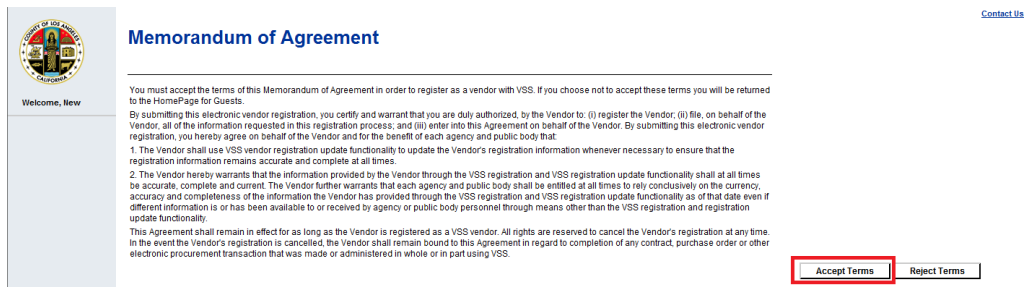 Contact Us
COUNTY OF LOS ANGELES
CALIFORNIA
Welcome, New
Memorandum of Agreement
You must accept the terms of this Memorandum of Agreement in order to register as a vendor with VSS. If you choose not to accept these terms you will be returned
to the HomePage for Guests.
By submitting this electronic vendor registration, you certify and warrant that you are duly authorized, by the Vendor to: (i) register the Vendor; (ii) file, on behalf of the
Vendor, all of the information requested in this registration process; and (iii) enter into this Agreement on behalf of the Vendor. By submitting this electronic vendor
registration, you hereby agree on behalf of the Vendor and for the benefit of each agency and public body that:
1. The Vendor shall use VSS vendor registration update functionality to update the Vendor's registration information whenever necessary to ensure that the
registration information remains accurate and complete at all times.
2. The Vendor hereby warrants that the information provided by the Vendor through the VSS registration and VSS registration update functionality shall at all times
be accurate, complete and current. The Vendor further warrants that each agency and public body shall be entitled at all times to rely conclusively on the currency,
accuracy and completeness of the information the Vendor has provided through the VSS registration and VSS registration update functionality as of that date even if
different information is or has been available to or received by agency or public body personnel through means other than the VSS registration and registration
update functionality.
This Agreement shall remain in effect for as long as the Vendor is registered as a VSS vendor. All rights are reserved to cancel the Vendor's registration at any time.
In the event the Vendor's registration is cancelled, the Vendor shall remain bound to this Agreement in regard to completion of any contract, purchase order or other
electronic procurement transaction that was made or administered in whole or in part using VSS.
Accept Terms
Reject Terms